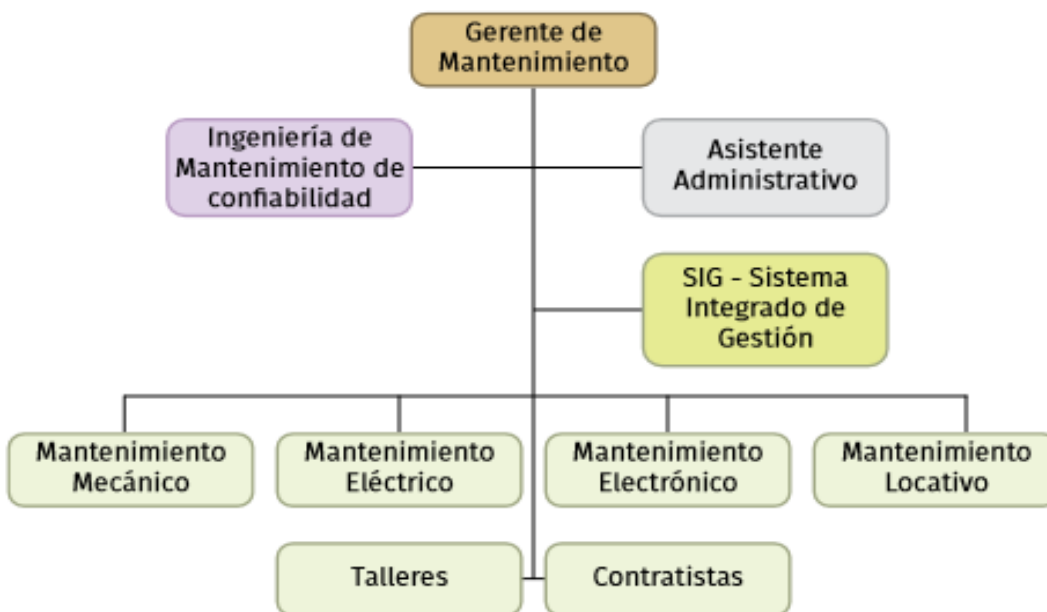 Gerente de
Mantenimiento
Ingeniería de
Mantenimiento de
confiabilidad
Asistente
Administrativo
SIG - Sistema
Integrado de
Gestión
Mantenimiento
Mecánico
Mantenimiento
Eléctrico
Mantenimiento
Electrónico
Mantenimiento
Locativo
Talleres
Contratistas